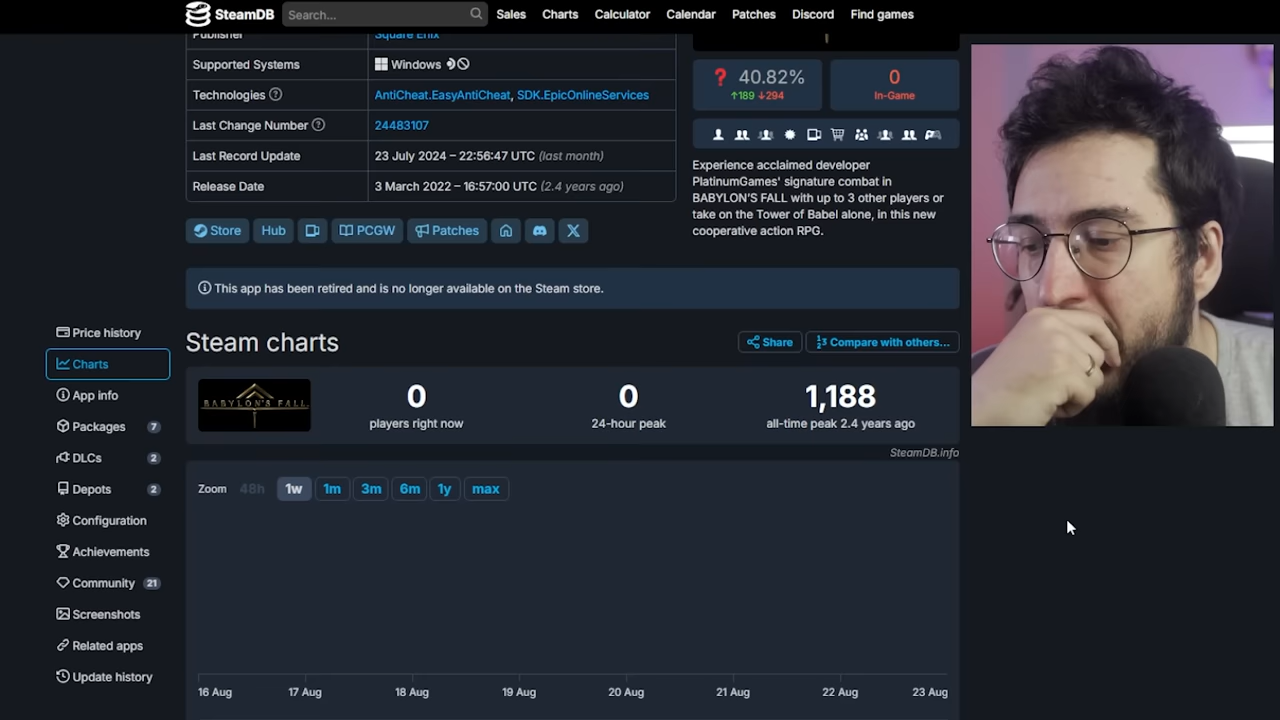 SteamDB
Search...
Sales
Charts
Calculator
Calendar
Patches
Discord
Find games
Publisher
Square Enix
Supported Systems
Windows
Technologies
AntiCheat.EasyAntiCheat, SDK.EpicOnlineServices
Last Change Number
24483107
Last Record Update
23 July 2024 – 22:56:47 UTC (last month)
Release Date
3 March 2022 – 16:57:00 UTC (2.4 years ago)
Store
Hub
PCGW
Patches
? 40.82%
↑189 ↓294
0
In-Game
Experience acclaimed developer
PlatinumGames' signature combat in
BABYLON'S FALL with up to 3 other players or
take on the Tower of Babel alone, in this new
cooperative action RPG.
This app has been retired and is no longer available on the Steam store.
Price history
Charts
App info
Packages 7
DLCs 2
Depots 2
Configuration
Achievements
Community 21
Screenshots
Related apps
Update history
Steam charts
Share
Compare with others...
BABYLON'S FALL
0
players right now
0
24-hour peak
1,188
all-time peak 2.4 years ago
SteamDB.info
Zoom 48h 1w 1m 3m 6m 1y max
16 Aug 17 Aug 18 Aug 19 Aug 20 Aug 21 Aug 22 Aug 23 Aug